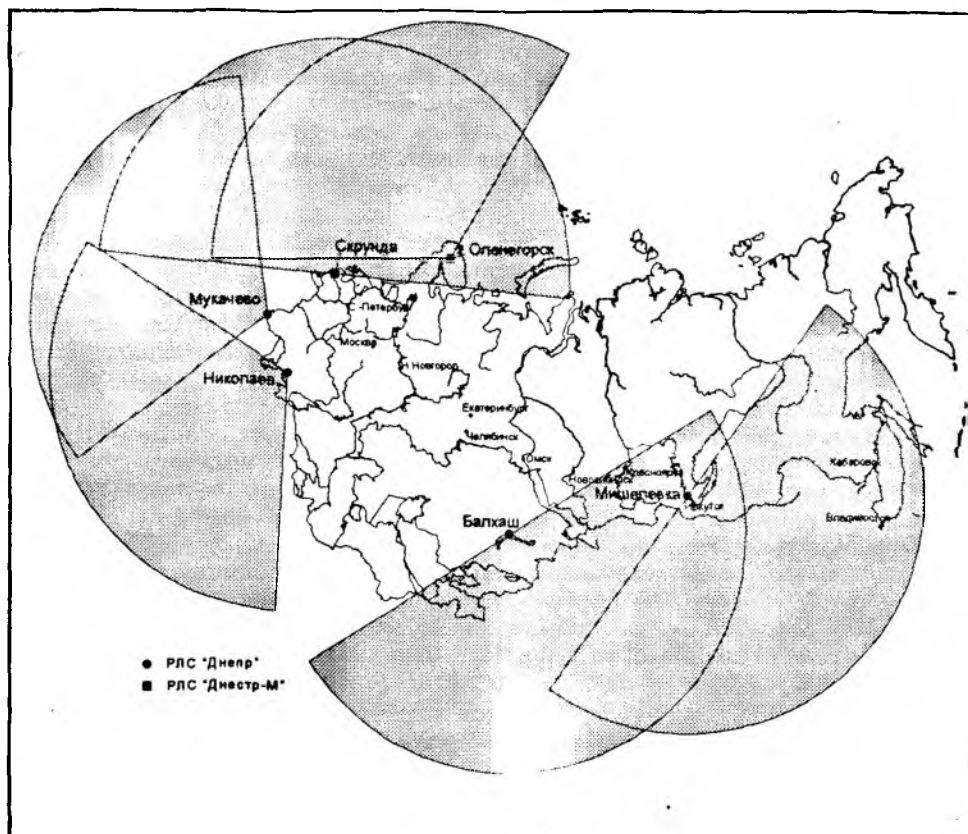 Скрунда
Оленегорск
Мукачево
С.-Петербург
Москва
Н.Новгород
Николаев
Екатеринбург
Челябинск
Томск
Красноярск
Новосибирск
Хабаровск
Мишелевка
Иркутск
Владивосток
Балхаш
РЛС "Днепр"
РЛС "Днестр-М"